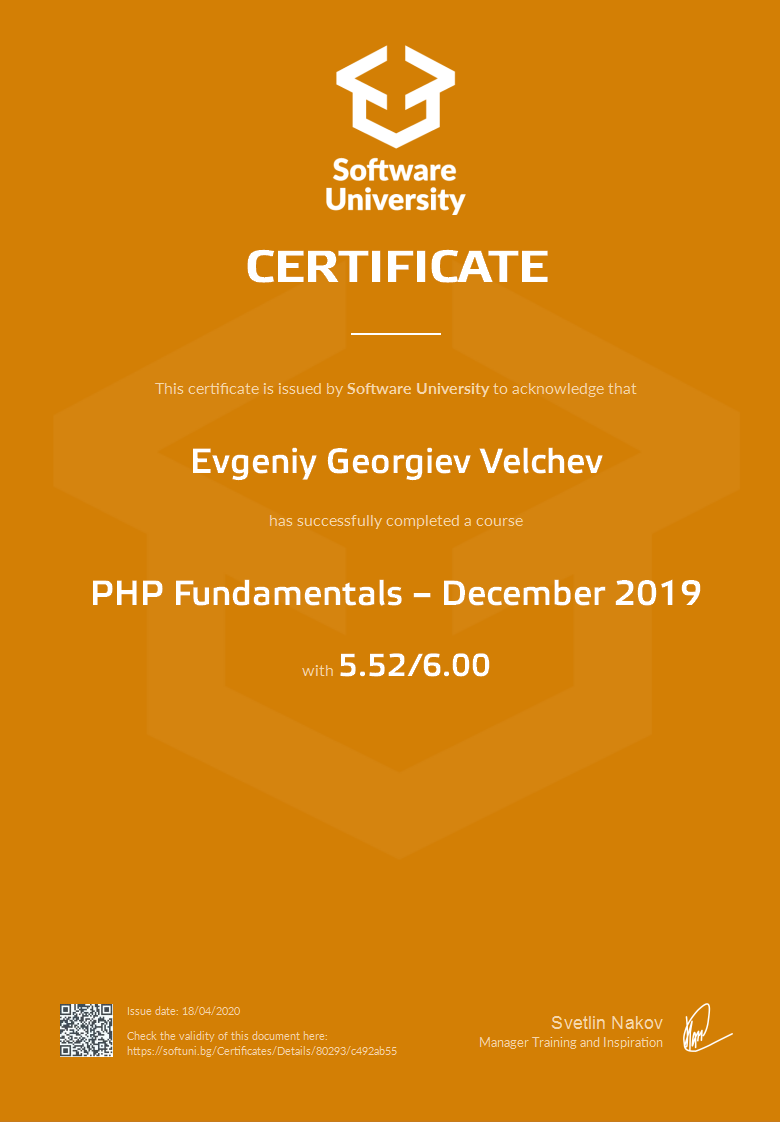 Software
University
CERTIFICATE
This certificate is issued by Software University to acknowledge that
Evgeniy Georgiev Velchev
has successfully completed a course
PHP Fundamentals – December 2019
with 5.52/6.00
Issue date: 18/04/2020
Check the validity of this document here:
https://softuni.bg/Certificates/Details/80293/c492ab55
Svetlin Nakov
Manager Training and Inspiration